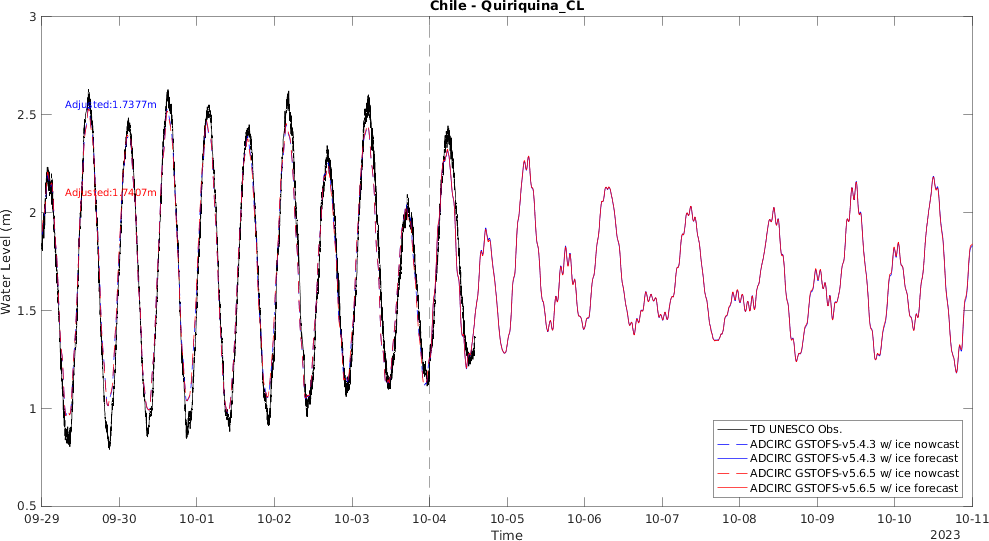 Chile - Quiriquina_CL
3
2.5
2
1.5
1
0.5
Water Level (m)
Adjusted:1.7377m
Adjusted:1.7407m
TD UNESCO Obs.
ADCIRC GSTOFS-v5.4.3 w/ ice nowcast
ADCIRC GSTOFS-v5.4.3 w/ ice forecast
ADCIRC GSTOFS-v5.6.5 w/ ice nowcast
ADCIRC GSTOFS-v5.6.5 w/ ice forecast
09-29 09-30 10-01 10-02 10-03 10-04 10-05 10-06 10-07 10-08 10-09 10-10 10-11
Time
2023